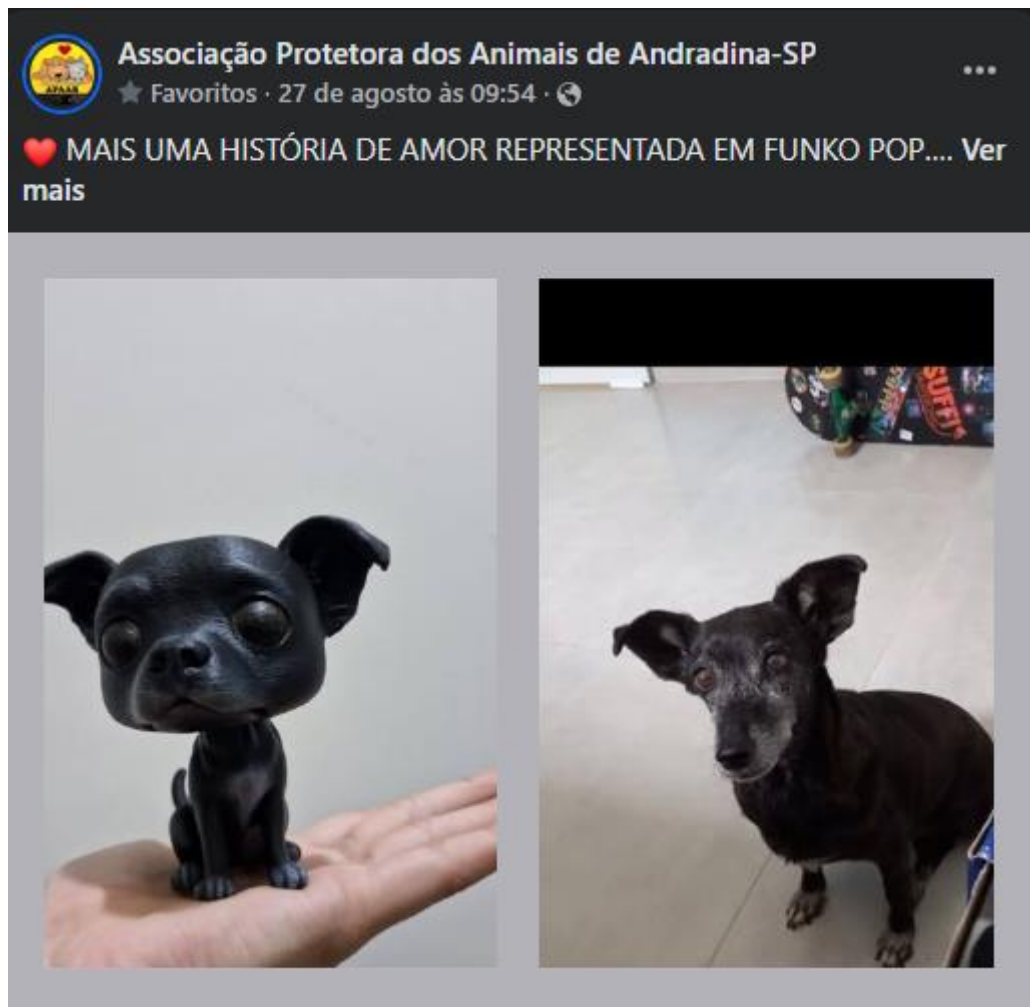 Associação Protetora dos Animais de Andradina-SP
Favoritos · 27 de agosto às 09:54 ·
❤️ MAIS UMA HISTÓRIA DE AMOR REPRESENTADA EM FUNKO POP.... Ver
mais